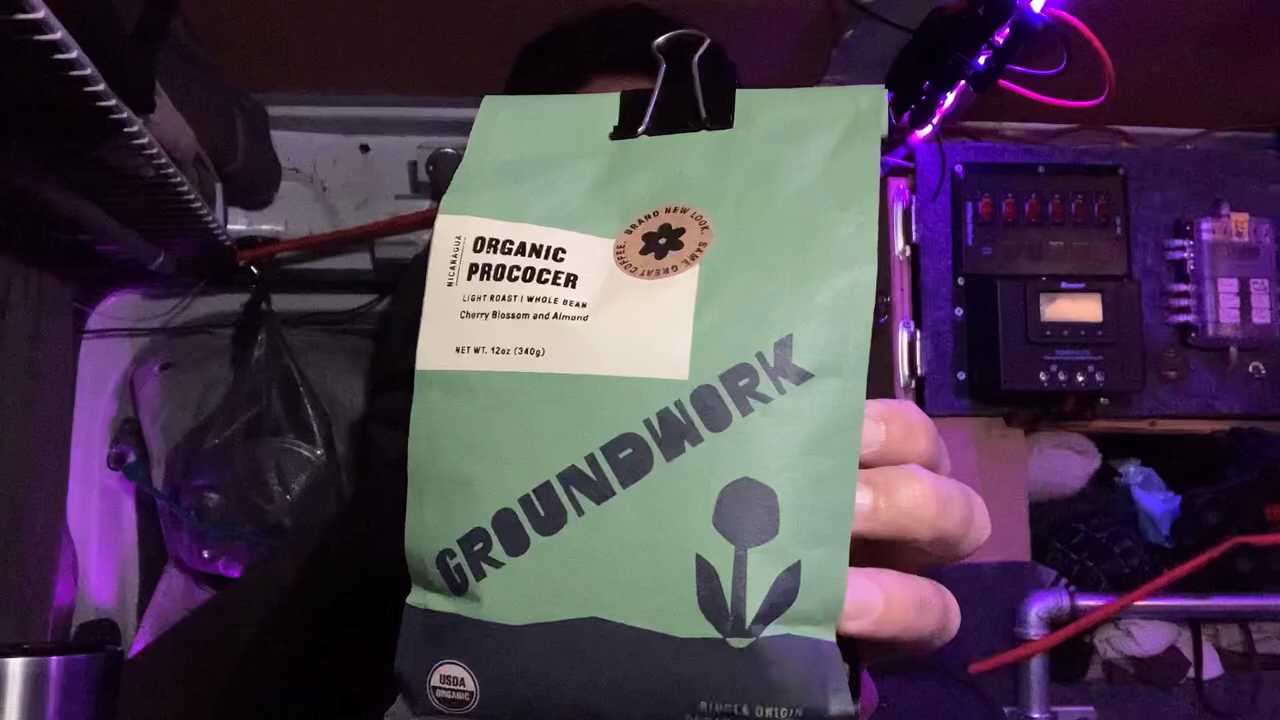 BRAND NEW LOOK. SAME GREAT COFFEE.
NICARAGUA
ORGANIC
PROCOCER
LIGHT ROAST | WHOLE BEAN
Cherry Blossom and Almond
NET WT. 12oz (340g)
GROUNDWORK
USDA
ORGANIC
SINGLE ORIGIN